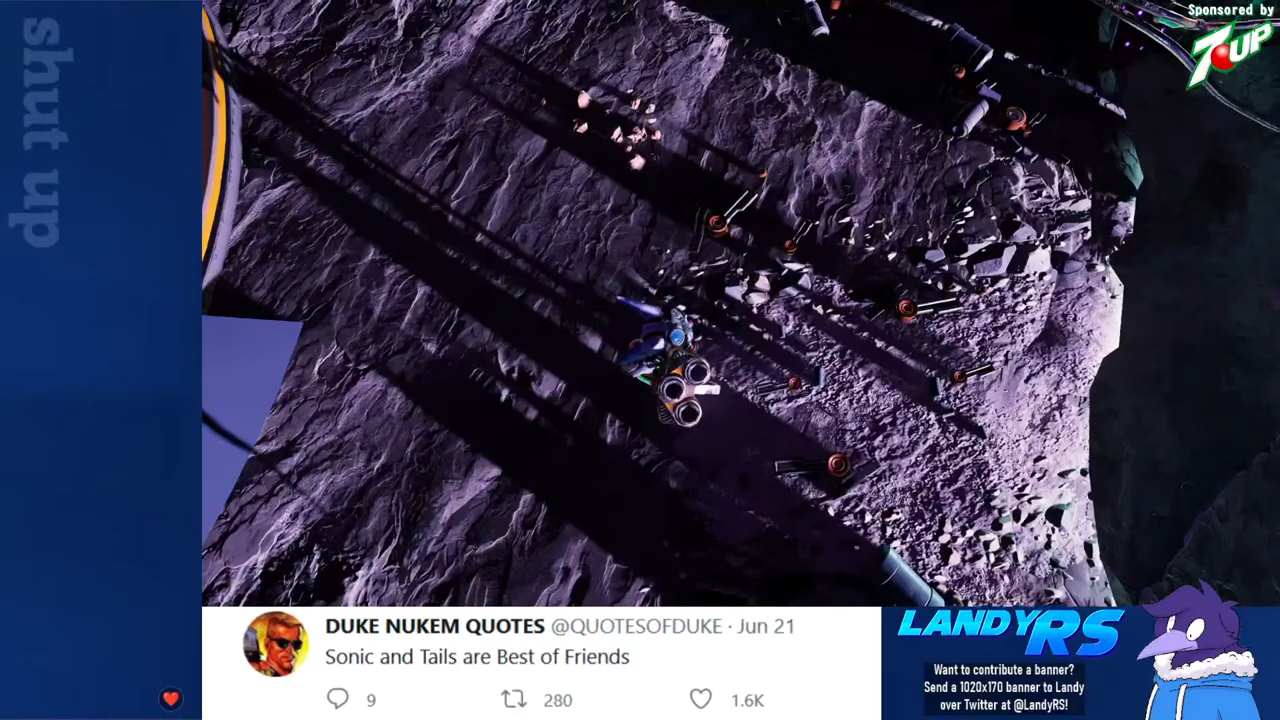 shut up
Sponsored by
7UP
DUKE NUKEM QUOTES @QUOTESOFDUKE · Jun 21
Sonic and Tails are Best of Friends
9 280 1.6K
LANDYRS
Want to contribute a banner?
Send a 1020x170 banner to Landy
over Twitter at @LandyRS!